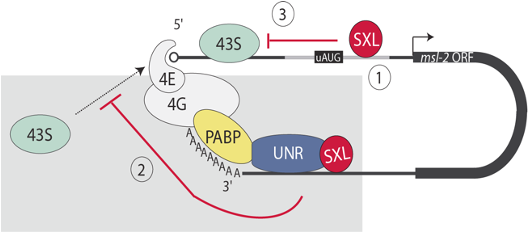 5'
3
43S
SXL
uAUG
msl-2 ORF
1
4E
4G
43S
PABP
UNR
SXL
AAAAAAAA
3'
2